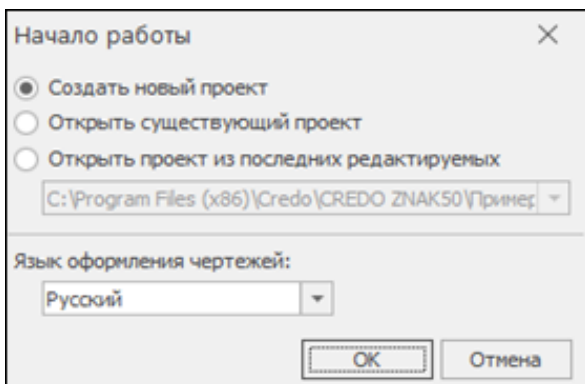 Начало работы
Создать новый проект
Открыть существующий проект
Открыть проект из последних редактируемых
C:\Program Files (x86)\Credo\CREDO ZNAK50\Пример
Язык оформления чертежей:
Русский
OK Отмена